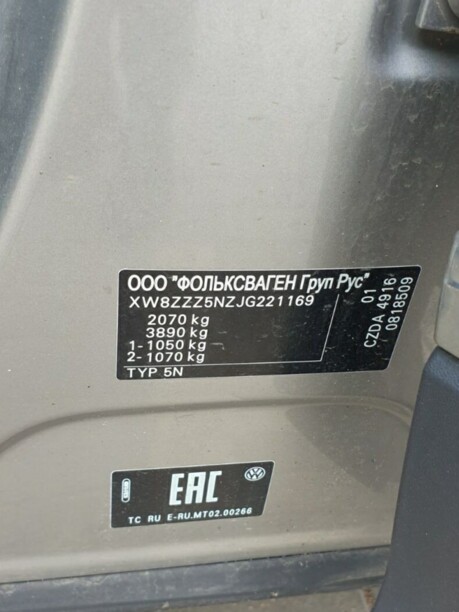 ООО "ФОЛЬКСВАГЕН Груп Рус"
XW8ZZZ5NZJG221169
2070 kg
3890 kg
1- 1050 kg
2- 1070 kg
TYP 5N
01
CZDA 4916
0818509
EAC
TC RU E-RU.MT02.00266